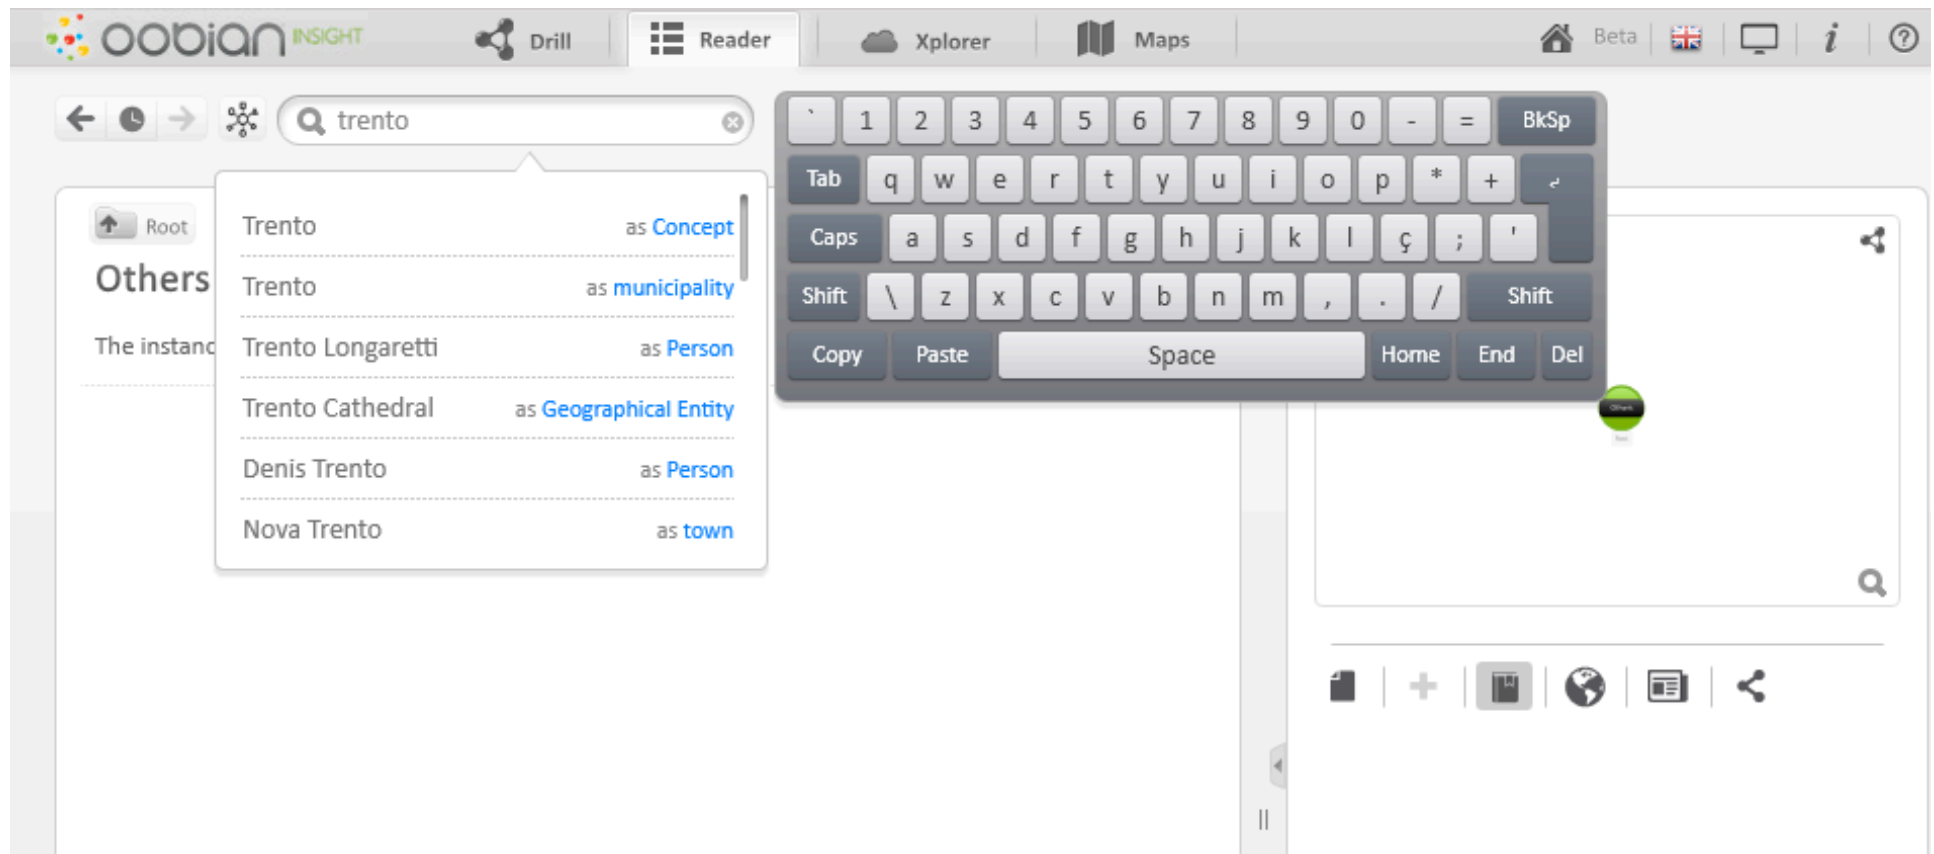 oobian INSIGHT Drill Reader Xplorer Maps Beta i ?
trento
Root
Others
The instanc
Trento as Concept
Trento as municipality
Trento Longaretti as Person
Trento Cathedral as Geographical Entity
Denis Trento as Person
Nova Trento as town
` 1 2 3 4 5 6 7 8 9 0 - = BkSp
Tab q w e r t y u i o p * +
Caps a s d f g h j k l ç ; '
Shift \ z x c v b n m , . / Shift
Copy Paste Space Home End Del
Others